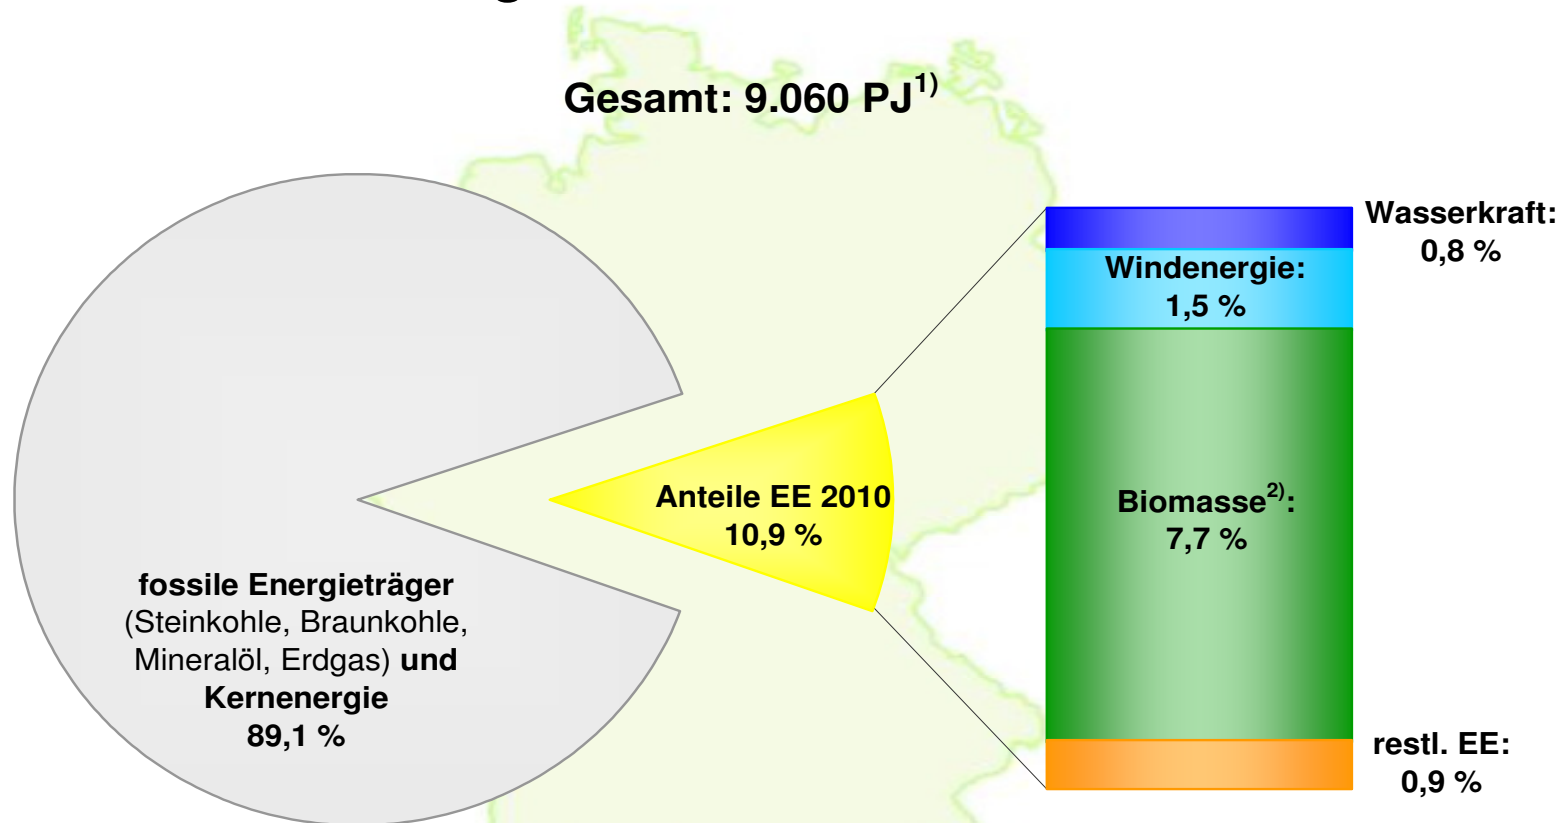 Gesamt: 9.060 PJ1)
Wasserkraft:
0,8 %
Windenergie:
1,5 %
Biomasse2):
7,7 %
Anteile EE 2010
10,9 %
fossile Energieträger
(Steinkohle, Braunkohle,
Mineralöl, Erdgas) und
Kernenergie
89,1 %
restl. EE:
0,9 %